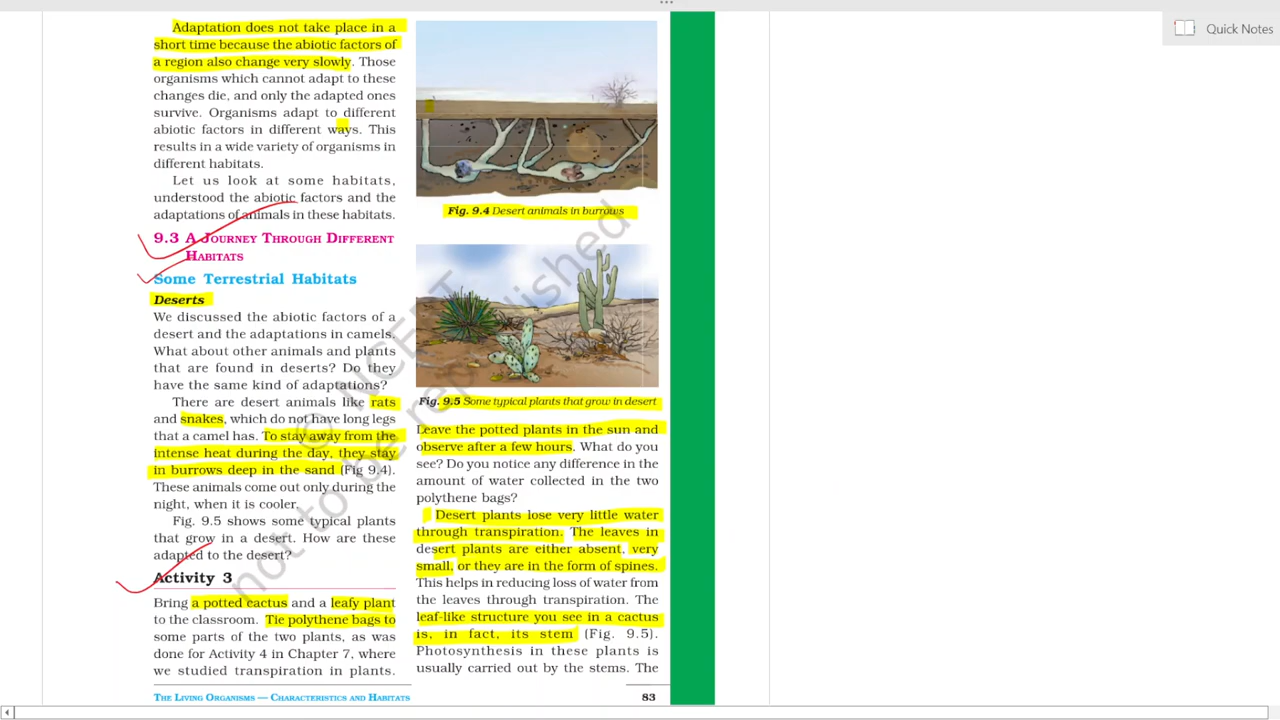 Quick Notes
Adaptation does not take place in a
short time because the abiotic factors of
a region also change very slowly. Those
organisms which cannot adapt to these
changes die, and only the adapted ones
survive. Organisms adapt to different
abiotic factors in different ways. This
results in a wide variety of organisms in
different habitats.
Let us look at some habitats,
understood the abiotic factors and the
adaptations of animals in these habitats.
9.3 A JOURNEY THROUGH DIFFERENT
HABITATS
Some Terrestrial Habitats
Deserts
We discussed the abiotic factors of a
desert and the adaptations in camels.
What about other animals and plants
that are found in deserts? Do they
have the same kind of adaptations?
There are desert animals like rats
and snakes, which do not have long legs
that a camel has. To stay away from the
intense heat during the day, they stay
in burrows deep in the sand (Fig 9.4).
These animals come out only during the
night, when it is cooler.
Fig. 9.5 shows some typical plants
that grow in a desert. How are these
adapted to the desert?
Activity 3
Bring a potted cactus and a leafy plant
to the classroom. Tie polythene bags to
some parts of the two plants, as was
done for Activity 4 in Chapter 7, where
we studied transpiration in plants.
Fig. 9.4 Desert animals in burrows
Fig. 9.5 Some typical plants that grow in desert
Leave the potted plants in the sun and
observe after a few hours. What do you
see? Do you notice any difference in the
amount of water collected in the two
polythene bags?
Desert plants lose very little water
through transpiration. The leaves in
desert plants are either absent, very
small, or they are in the form of spines.
This helps in reducing loss of water from
the leaves through transpiration. The
leaf-like structure you see in a cactus
is, in fact, its stem (Fig. 9.5).
Photosynthesis in these plants is
usually carried out by the stems. The
THE LIVING ORGANISMS — CHARACTERISTICS AND HABITATS
83
© NCERT
not to be republished